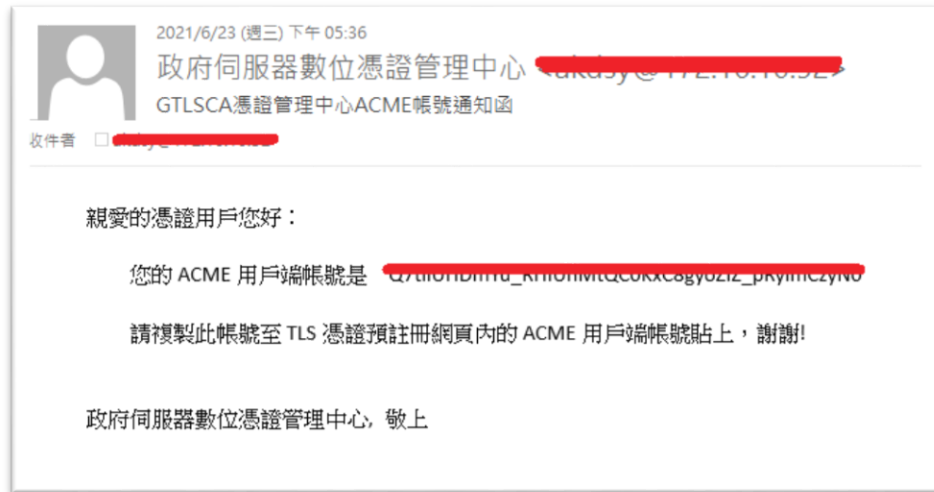 2021/6/23 (週三) 下午 05:36
政府伺服器數位憑證管理中心
GTLSCA憑證管理中心ACME帳號通知函
收件者
親愛的憑證用戶您好：
您的 ACME 用戶端帳號是
請複製此帳號至 TLS 憑證預註冊網頁內的 ACME 用戶端帳號貼上，謝謝!
政府伺服器數位憑證管理中心, 敬上